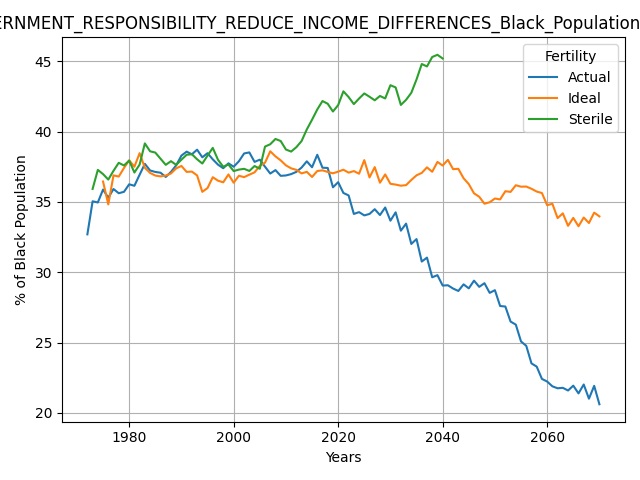 ERNMENT_RESPONSIBILITY_REDUCE_INCOME_DIFFERENCES_Black_Population
Fertility
Actual
Ideal
Sterile
% of Black Population
45
40
35
30
25
20
1980
2000
2020
2040
2060
Years